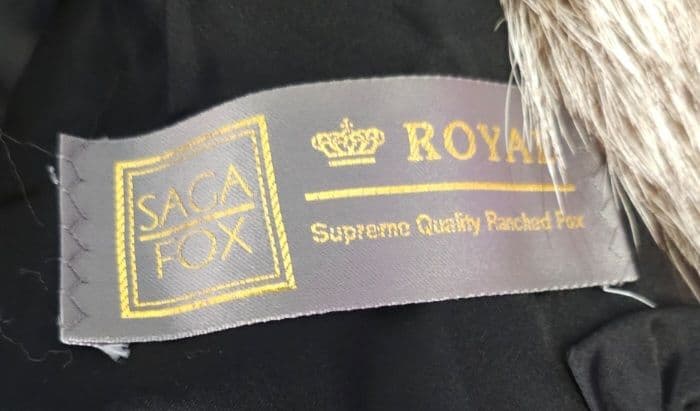 SAGA
FOX
ROYAL
Supreme Quality Ranched Fox